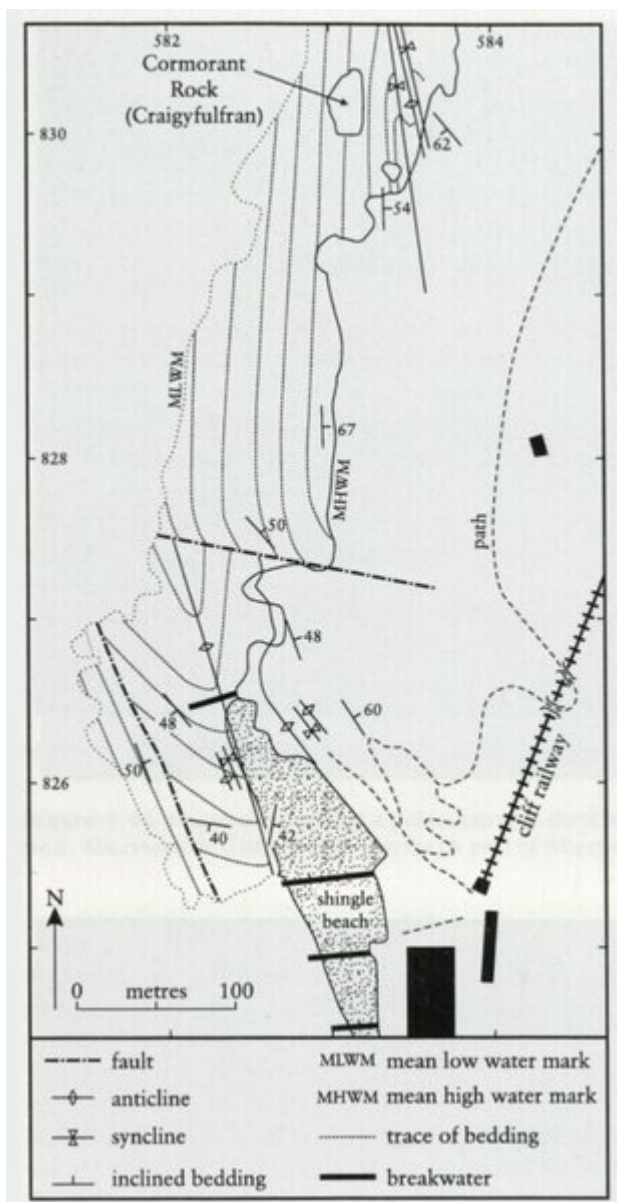 582
584
Cormorant
Rock
(Craigyfulfran)
830
62
54
MLWM
67
828
MHWM
50
path
48
60
48
cliff railway
826
50
40
42
N
shingle
beach
0 metres 100
fault
MLWM mean low water mark
anticline
MHWM mean high water mark
syncline
trace of bedding
inclined bedding
breakwater